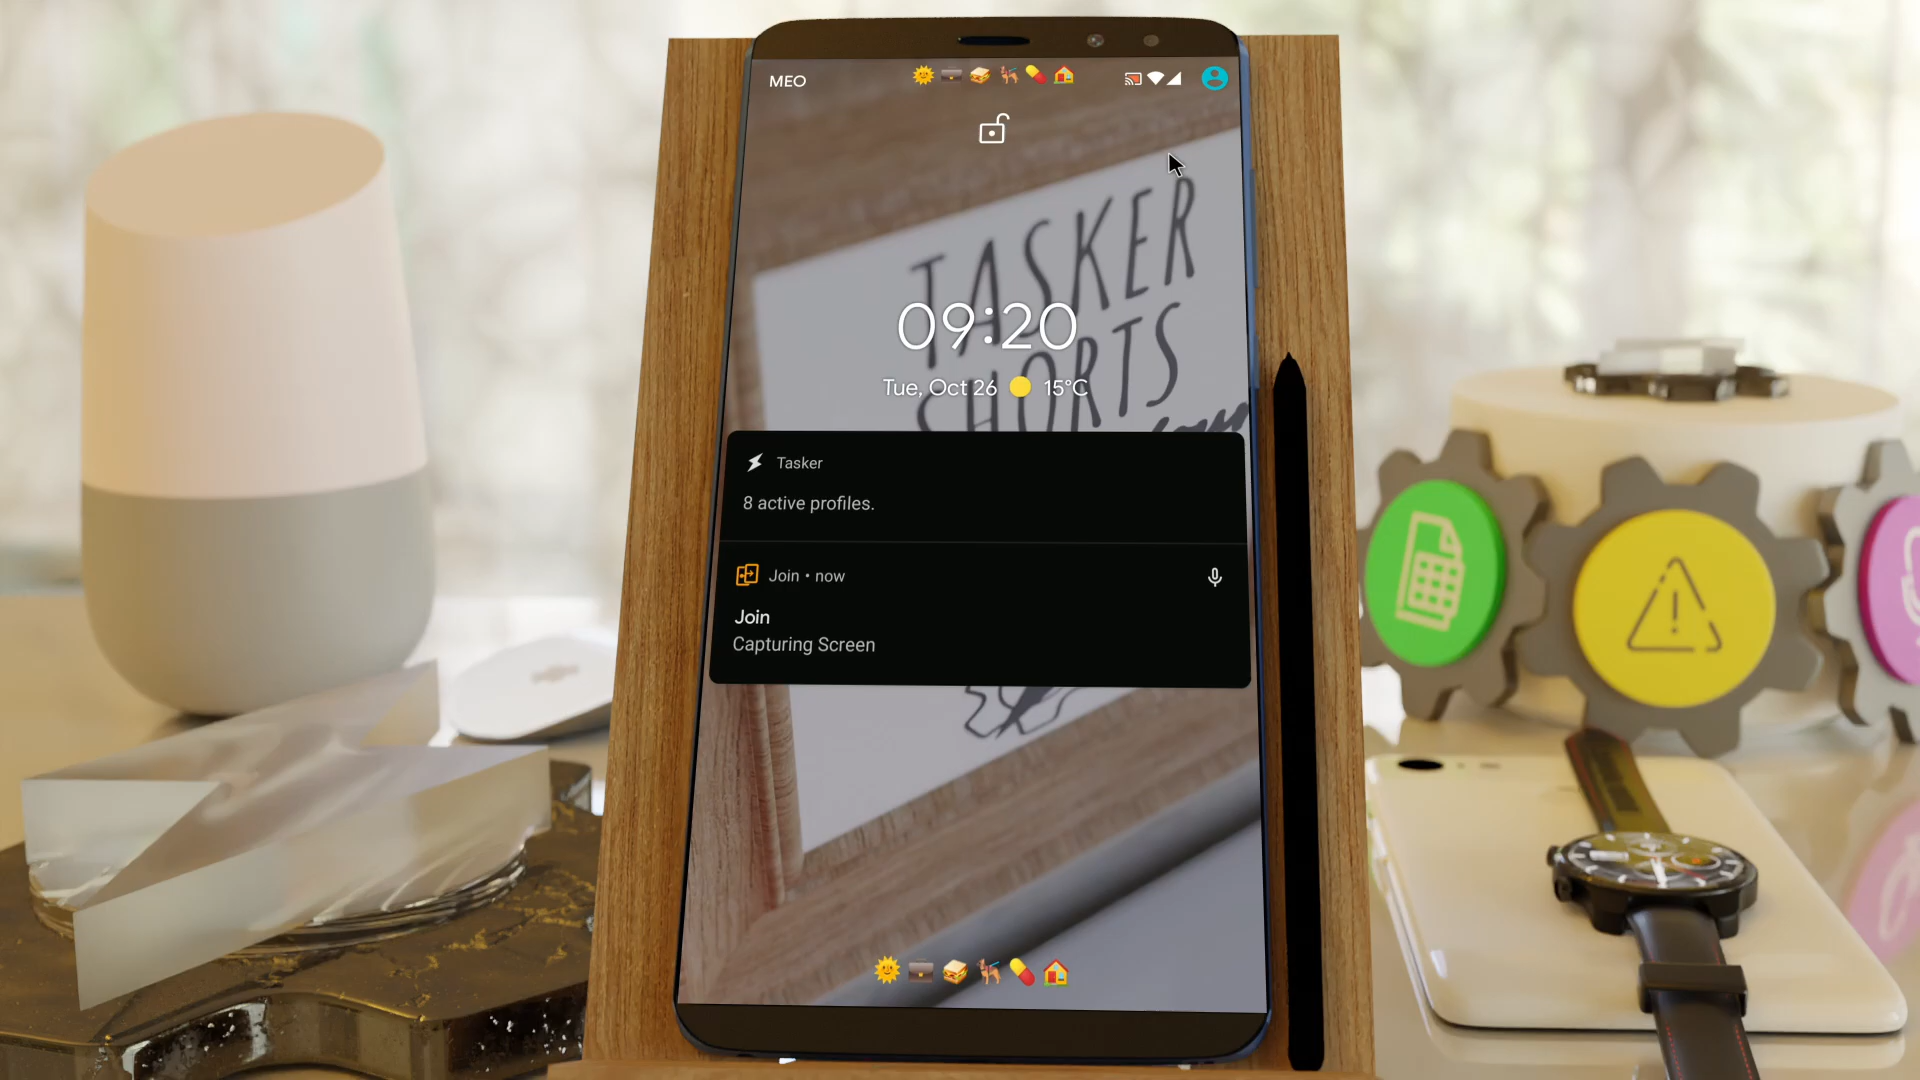 MEO
🌞💼🥪🐕‍🦺💊🏠
TASKER
SHORTS
09:20
Tue, Oct 26 15°C
Tasker
8 active profiles.
Join • now
Join
Capturing Screen
🌞💼🥪🐕‍🦺💊🏠